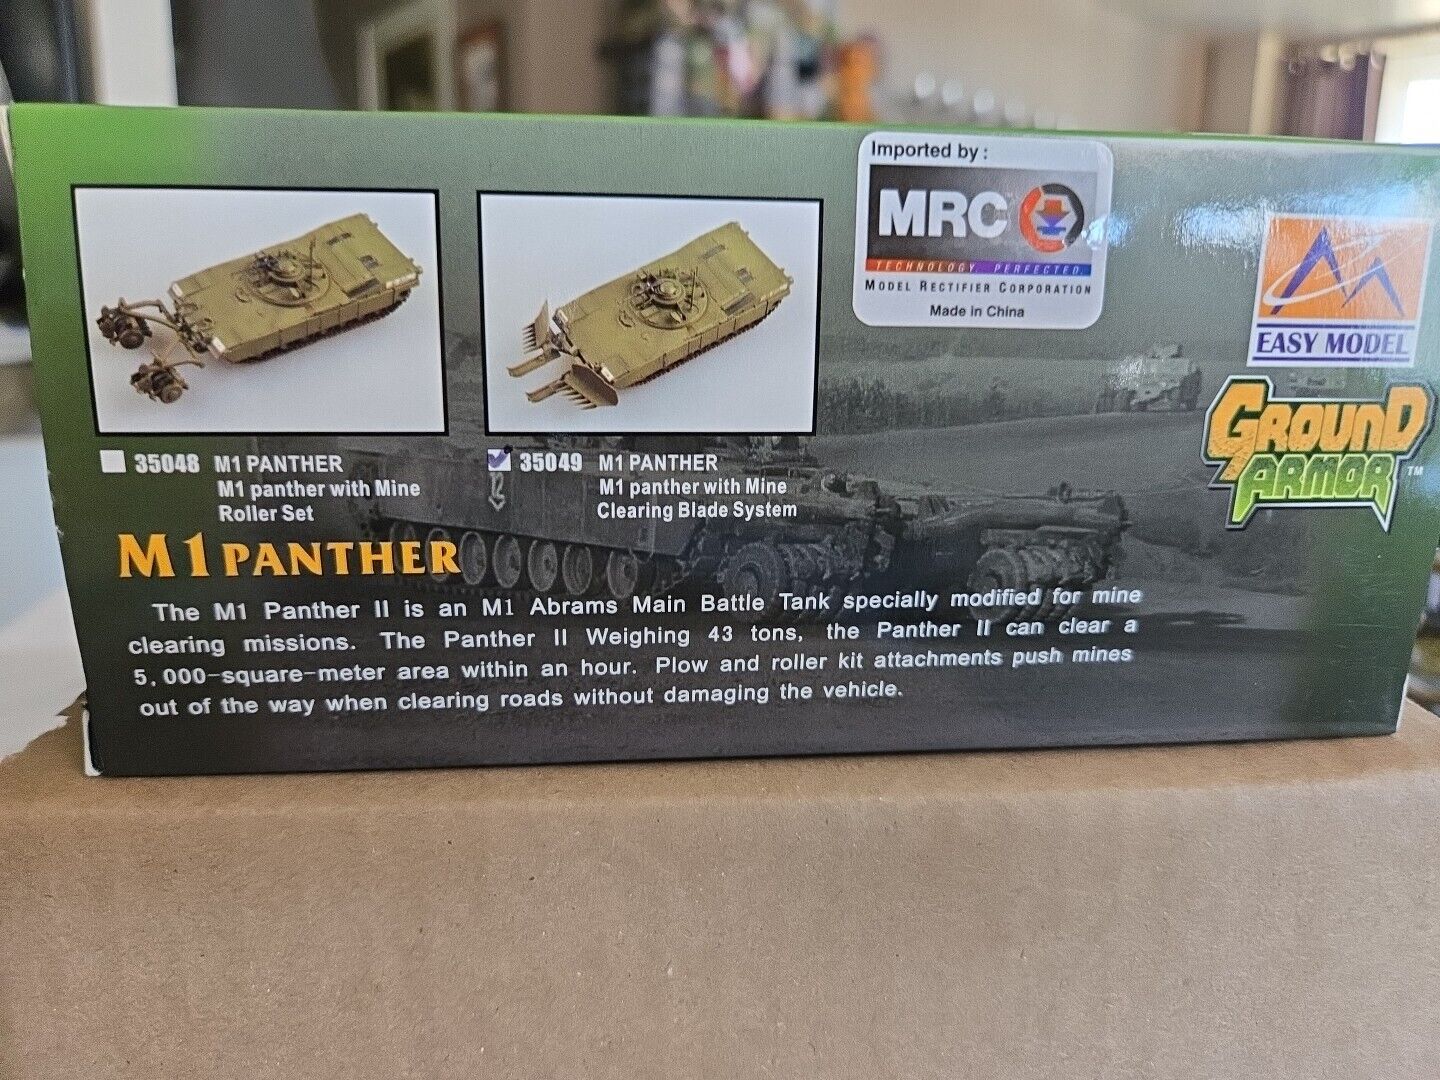 Imported by :
MRC
TECHNOLOGY PERFECTED.
MODEL RECTIFIER CORPORATION
Made in China
EASY MODEL
GROUND
ARMOR™
35048 M1 PANTHER
M1 panther with Mine
Roller Set
35049 M1 PANTHER
M1 panther with Mine
Clearing Blade System
M1 PANTHER
The M1 Panther II is an M1 Abrams Main Battle Tank specially modified for mine
clearing missions. The Panther II Weighing 43 tons, the Panther II can clear a
5,000-square-meter area within an hour. Plow and roller kit attachments push mines
out of the way when clearing roads without damaging the vehicle.